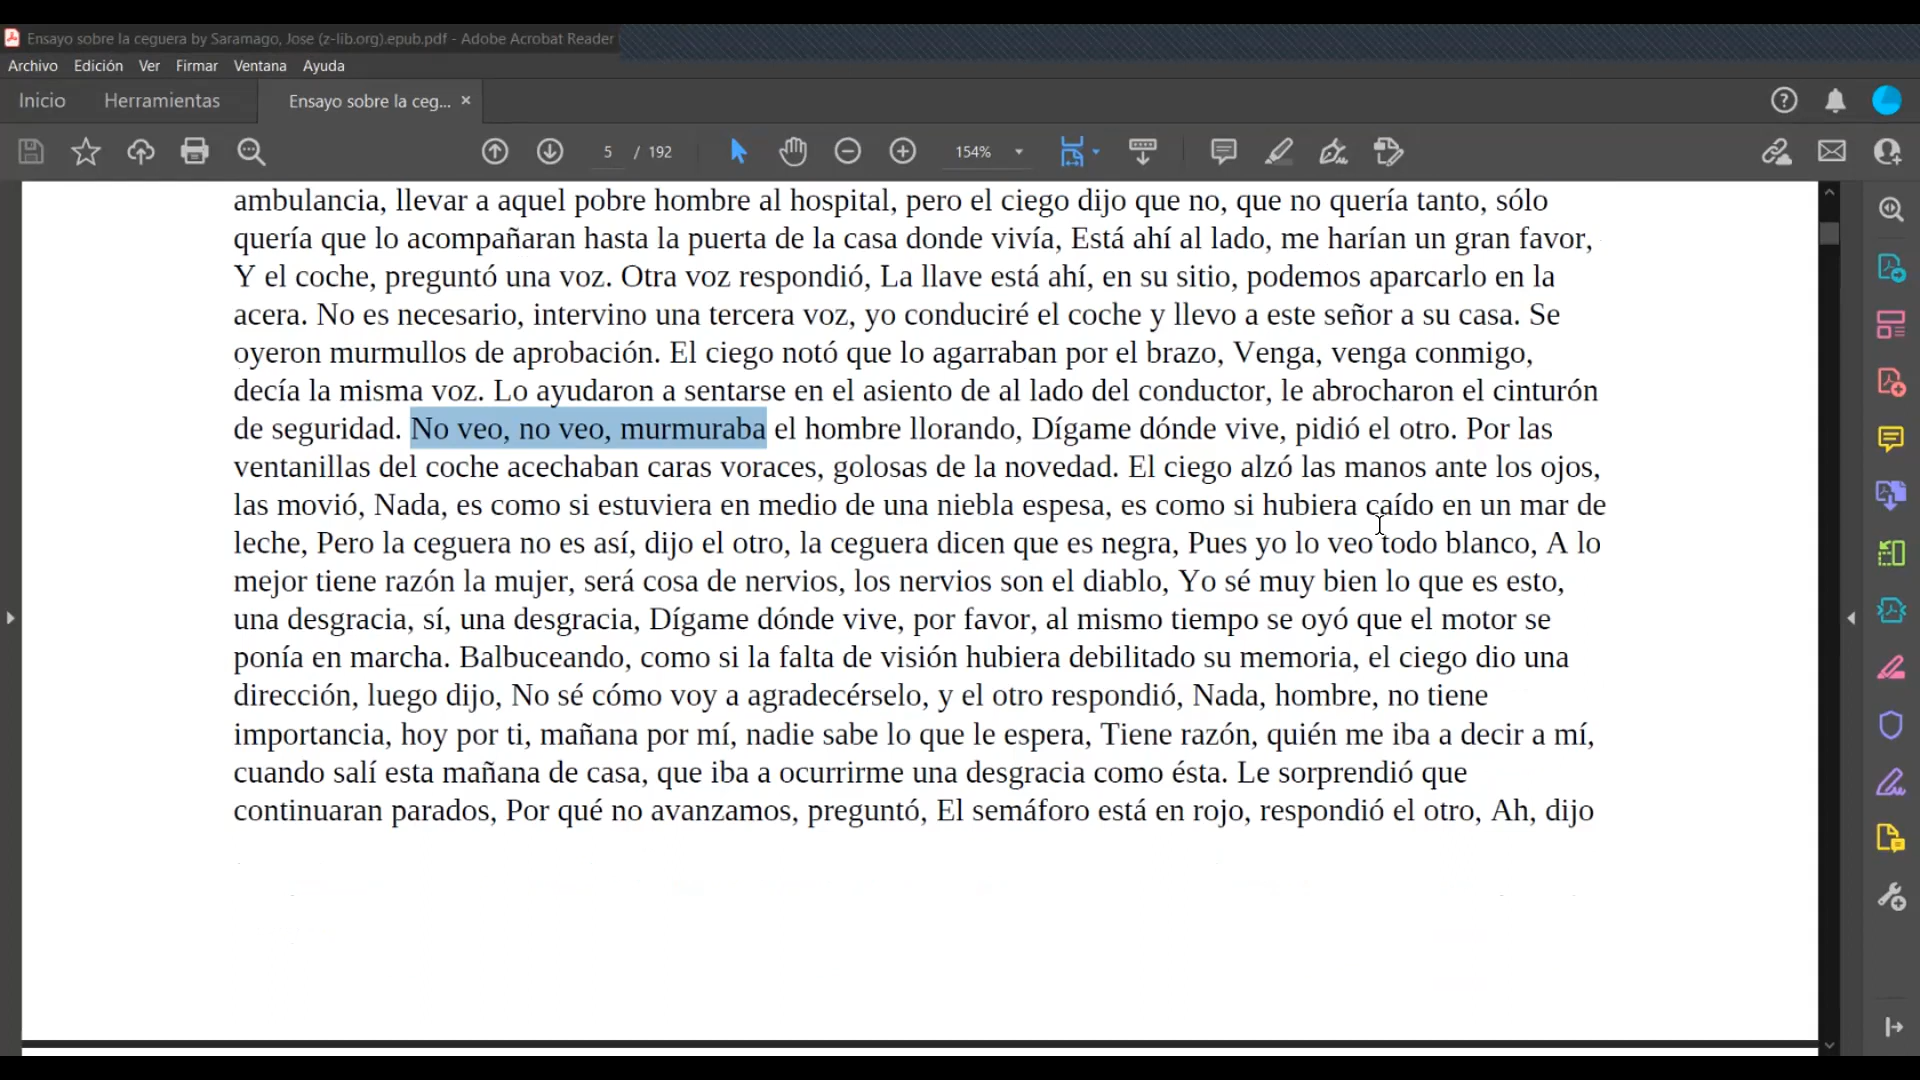 Ensayo sobre la ceguera by Saramago, Jose (z-lib.org).epub.pdf - Adobe Acrobat Reader
Archivo Edición Ver Firmar Ventana Ayuda
Inicio Herramientas Ensayo sobre la ceg... ×
5 / 192 154%
ambulancia, llevar a aquel pobre hombre al hospital, pero el ciego dijo que no, que no quería tanto, sólo
quería que lo acompañaran hasta la puerta de la casa donde vivía, Está ahí al lado, me harían un gran favor,
Y el coche, preguntó una voz. Otra voz respondió, La llave está ahí, en su sitio, podemos aparcarlo en la
acera. No es necesario, intervino una tercera voz, yo conduciré el coche y llevo a este señor a su casa. Se
oyeron murmullos de aprobación. El ciego notó que lo agarraban por el brazo, Venga, venga conmigo,
decía la misma voz. Lo ayudaron a sentarse en el asiento de al lado del conductor, le abrocharon el cinturón
de seguridad. No veo, no veo, murmuraba el hombre llorando, Dígame dónde vive, pidió el otro. Por las
ventanillas del coche acechaban caras voraces, golosas de la novedad. El ciego alzó las manos ante los ojos,
las movió, Nada, es como si estuviera en medio de una niebla espesa, es como si hubiera caído en un mar de
leche, Pero la ceguera no es así, dijo el otro, la ceguera dicen que es negra, Pues yo lo veo todo blanco, A lo
mejor tiene razón la mujer, será cosa de nervios, los nervios son el diablo, Yo sé muy bien lo que es esto,
una desgracia, sí, una desgracia, Dígame dónde vive, por favor, al mismo tiempo se oyó que el motor se
ponía en marcha. Balbuceando, como si la falta de visión hubiera debilitado su memoria, el ciego dio una
dirección, luego dijo, No sé cómo voy a agradecérselo, y el otro respondió, Nada, hombre, no tiene
importancia, hoy por ti, mañana por mí, nadie sabe lo que le espera, Tiene razón, quién me iba a decir a mí,
cuando salí esta mañana de casa, que iba a ocurrirme una desgracia como ésta. Le sorprendió que
continuaran parados, Por qué no avanzamos, preguntó, El semáforo está en rojo, respondió el otro, Ah, dijo